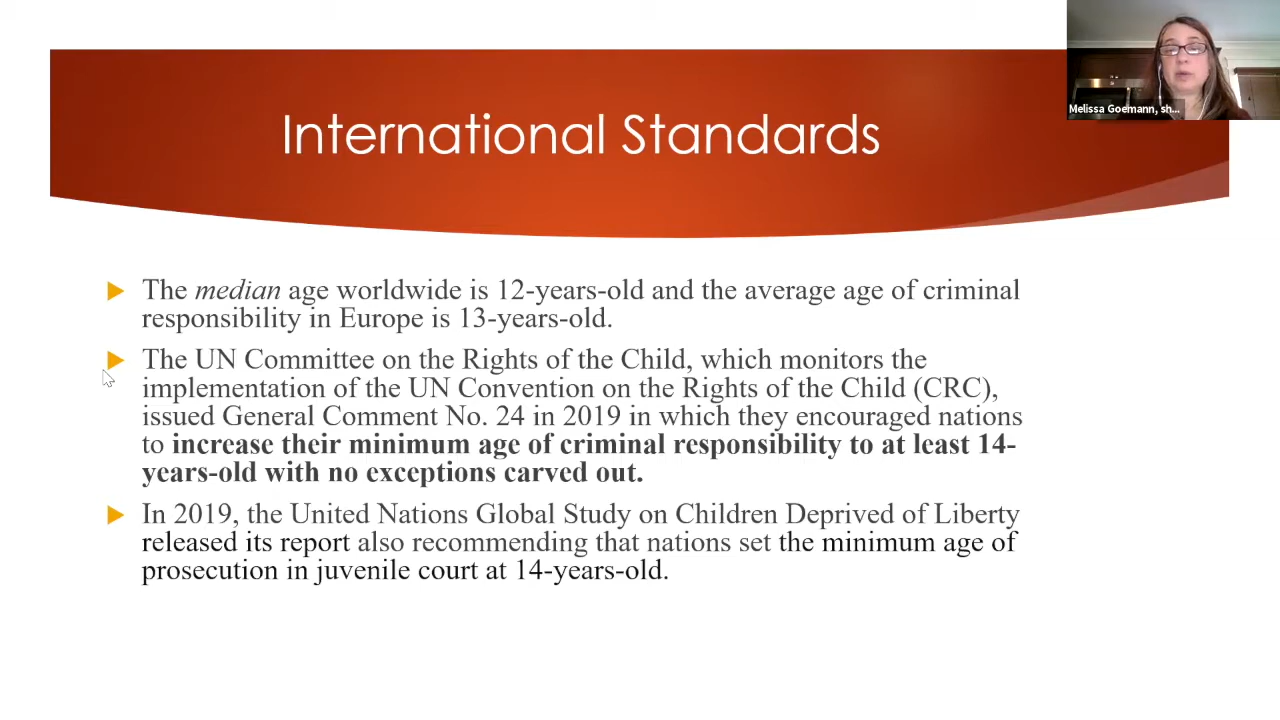 Melissa Goemann, sh...
International Standards
The median age worldwide is 12-years-old and the average age of criminal
responsibility in Europe is 13-years-old.
The UN Committee on the Rights of the Child, which monitors the
implementation of the UN Convention on the Rights of the Child (CRC),
issued General Comment No. 24 in 2019 in which they encouraged nations
to increase their minimum age of criminal responsibility to at least 14-
years-old with no exceptions carved out.
In 2019, the United Nations Global Study on Children Deprived of Liberty
released its report also recommending that nations set the minimum age of
prosecution in juvenile court at 14-years-old.